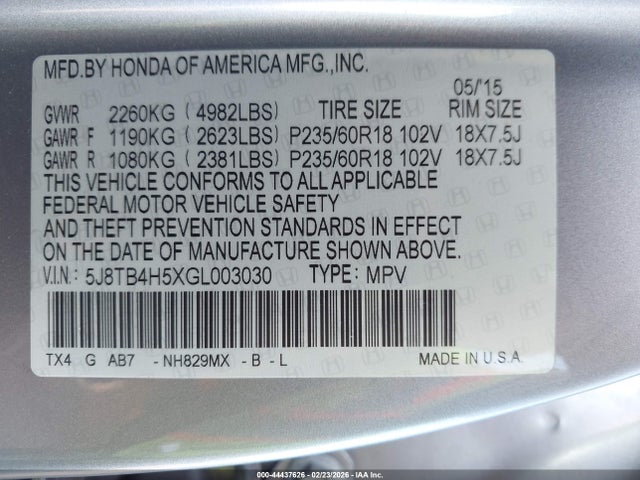 MFD.BY HONDA OF AMERICA MFG.,INC.
05/'15
GVWR 2260KG ( 4982LBS) TIRE SIZE RIM SIZE
GAWR F 1190KG ( 2623LBS) P235/60R18 102V 18X7.5J
GAWR R 1080KG ( 2381LBS) P235/60R18 102V 18X7.5J
THIS VEHICLE CONFORMS TO ALL APPLICABLE
FEDERAL MOTOR VEHICLE SAFETY
AND THEFT PREVENTION STANDARDS IN EFFECT
ON THE DATE OF MANUFACTURE SHOWN ABOVE.
V.I.N.: 5J8TB4H5XGL003030 TYPE: MPV
TX4 G AB7 - NH829MX - B - L MADE IN U.S.A.
000-44437626 - 02/23/2026 - IAA Inc.